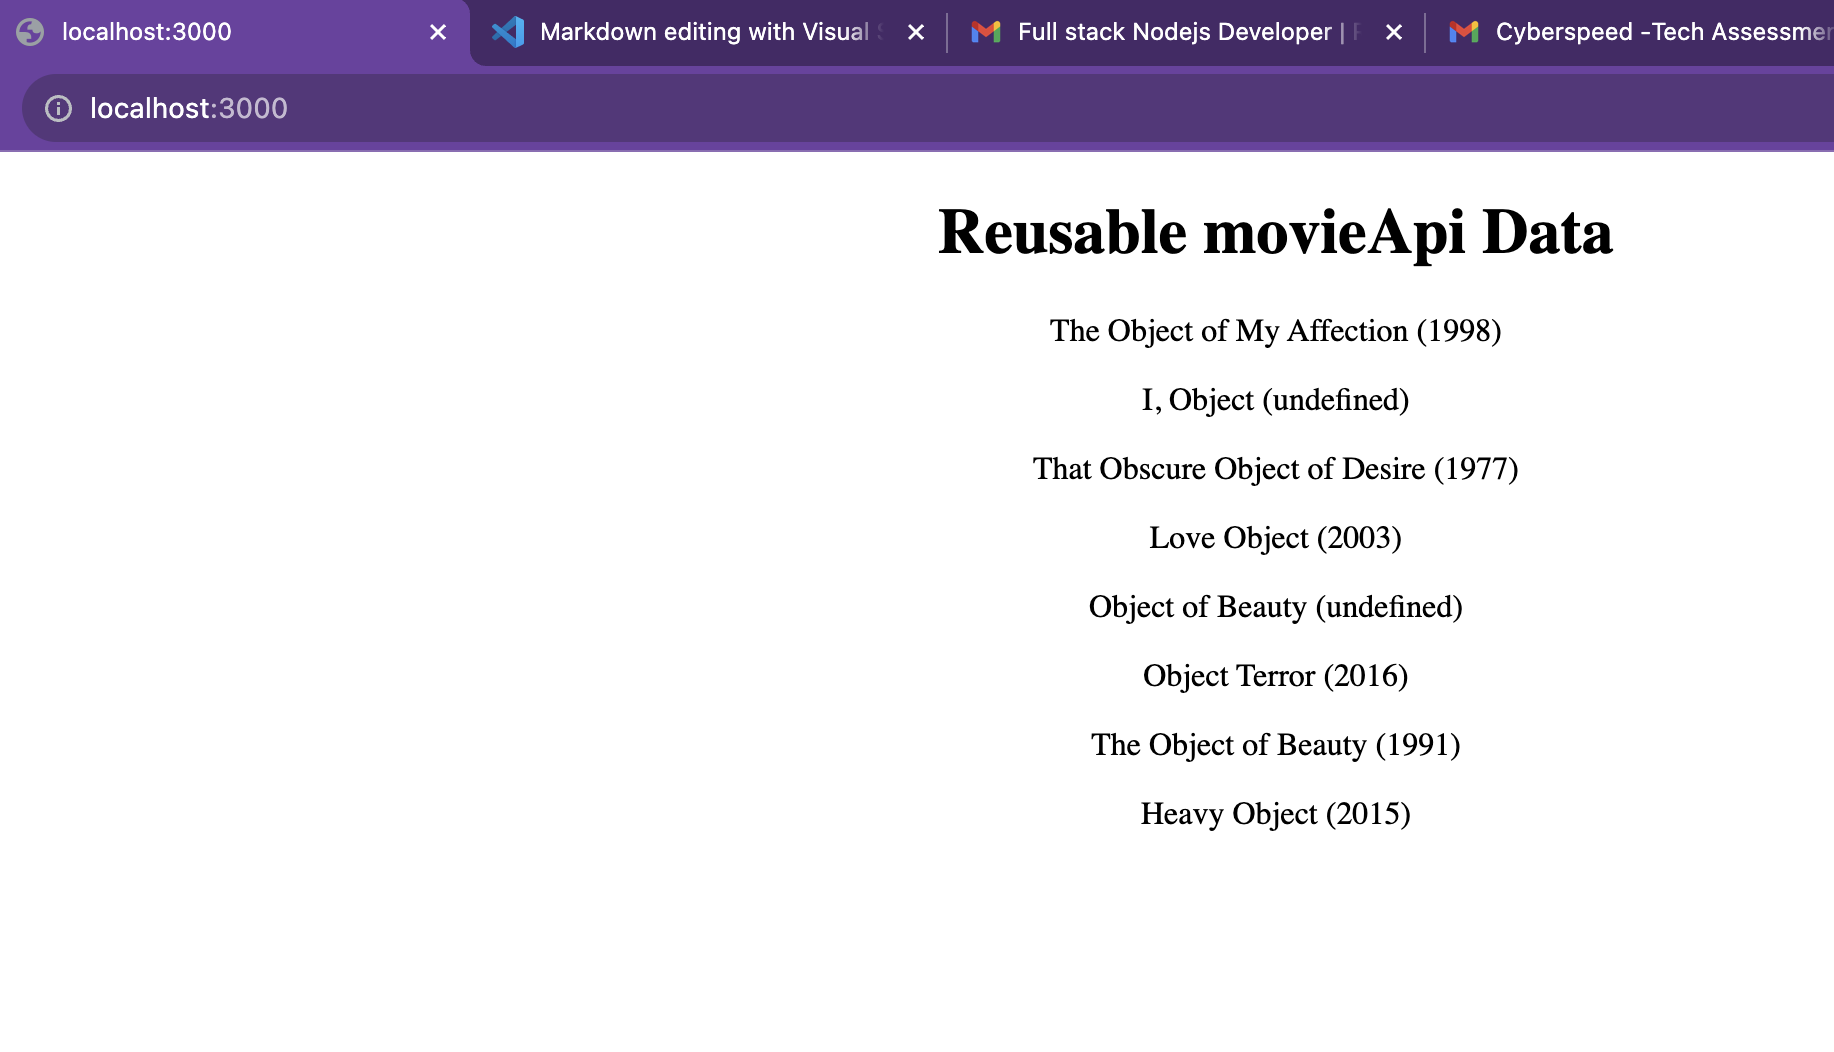 localhost:3000
Markdown editing with Visual
Full stack Nodejs Developer |
Cyberspeed -Tech
localhost:3000
Reusable movieApi Data
The Object of My Affection (1998)
I, Object (undefined)
That Obscure Object of Desire (1977)
Love Object (2003)
Object of Beauty (undefined)
Object Terror (2016)
The Object of Beauty (1991)
Heavy Object (2015)